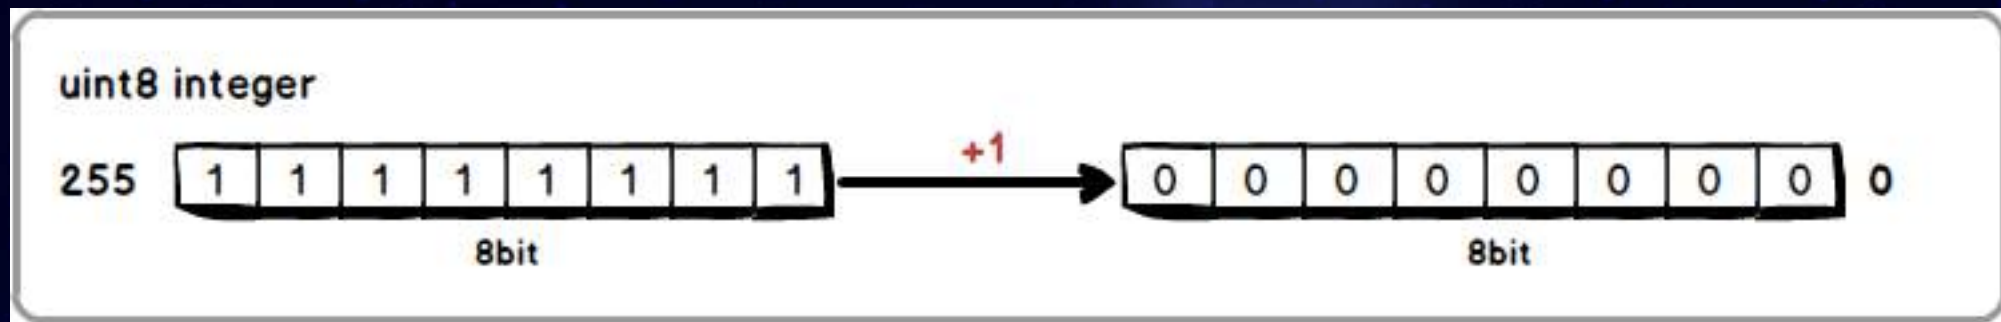 uint8 integer
255 1 1 1 1 1 1 1 1 +1 0 0 0 0 0 0 0 0 0
8bit 8bit